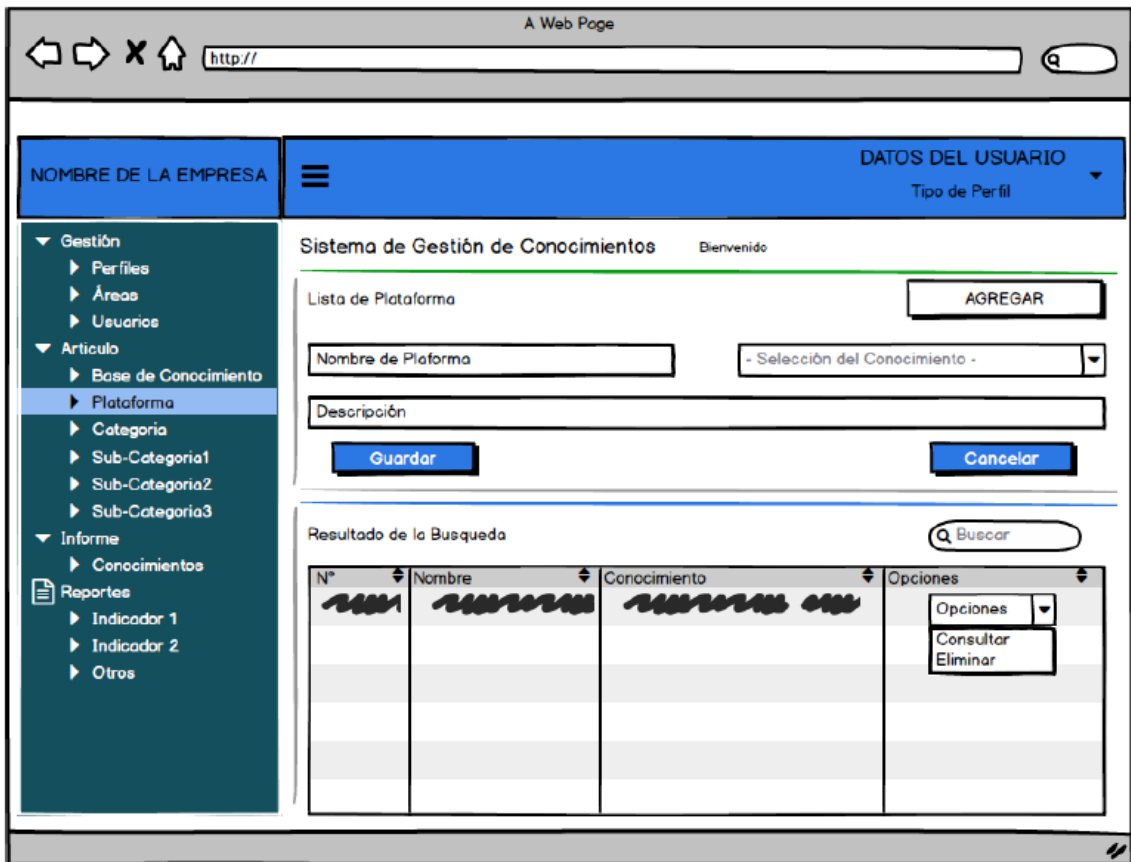 A Web Page
http://
NOMBRE DE LA EMPRESA
DATOS DEL USUARIO
Tipo de Perfil
Gestión
Perfiles
Áreas
Usuarios
Articulo
Base de Conocimiento
Plataforma
Categoria
Sub-Categoria1
Sub-Categoria2
Sub-Categoria3
Informe
Conocimientos
Reportes
Indicador 1
Indicador 2
Otros
Sistema de Gestión de Conocimientos Bienvenido
Lista de Plataforma AGREGAR
Nombre de Plaforma - Selección del Conocimiento -
Descripción
Guardar Cancelar
Resultado de la Busqueda Buscar
N° Nombre Conocimiento Opciones
Opciones
Consultar
Eliminar